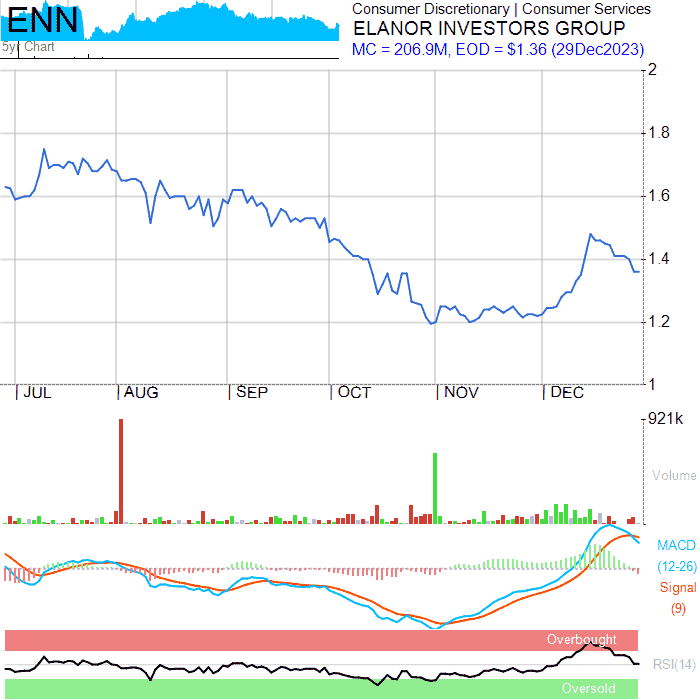 ENN
5yr Chart
Consumer Discretionary | Consumer Services
ELANOR INVESTORS GROUP
MC = 206.9M, EOD = $1.36 (29Dec2023)
2
1.8
1.6
1.4
1.2
1
JUL AUG SEP OCT NOV DEC
921k
Volume
MACD
(12-26)
Signal
(9)
Overbought
RSI(14)
Oversold